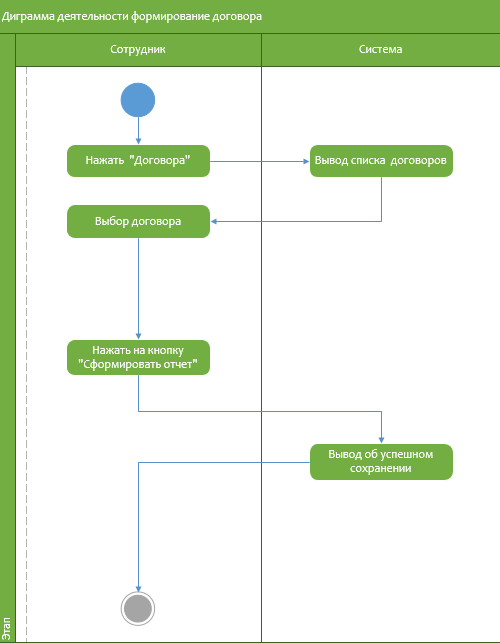 Диграмма деятельности формирование договора
Сотрудник
Система
Нажать "Договора"
Вывод списка договоров
Выбор договора
Нажать на кнопку
"Сформировать отчет"
Вывод об успешном
сохранении
Этап